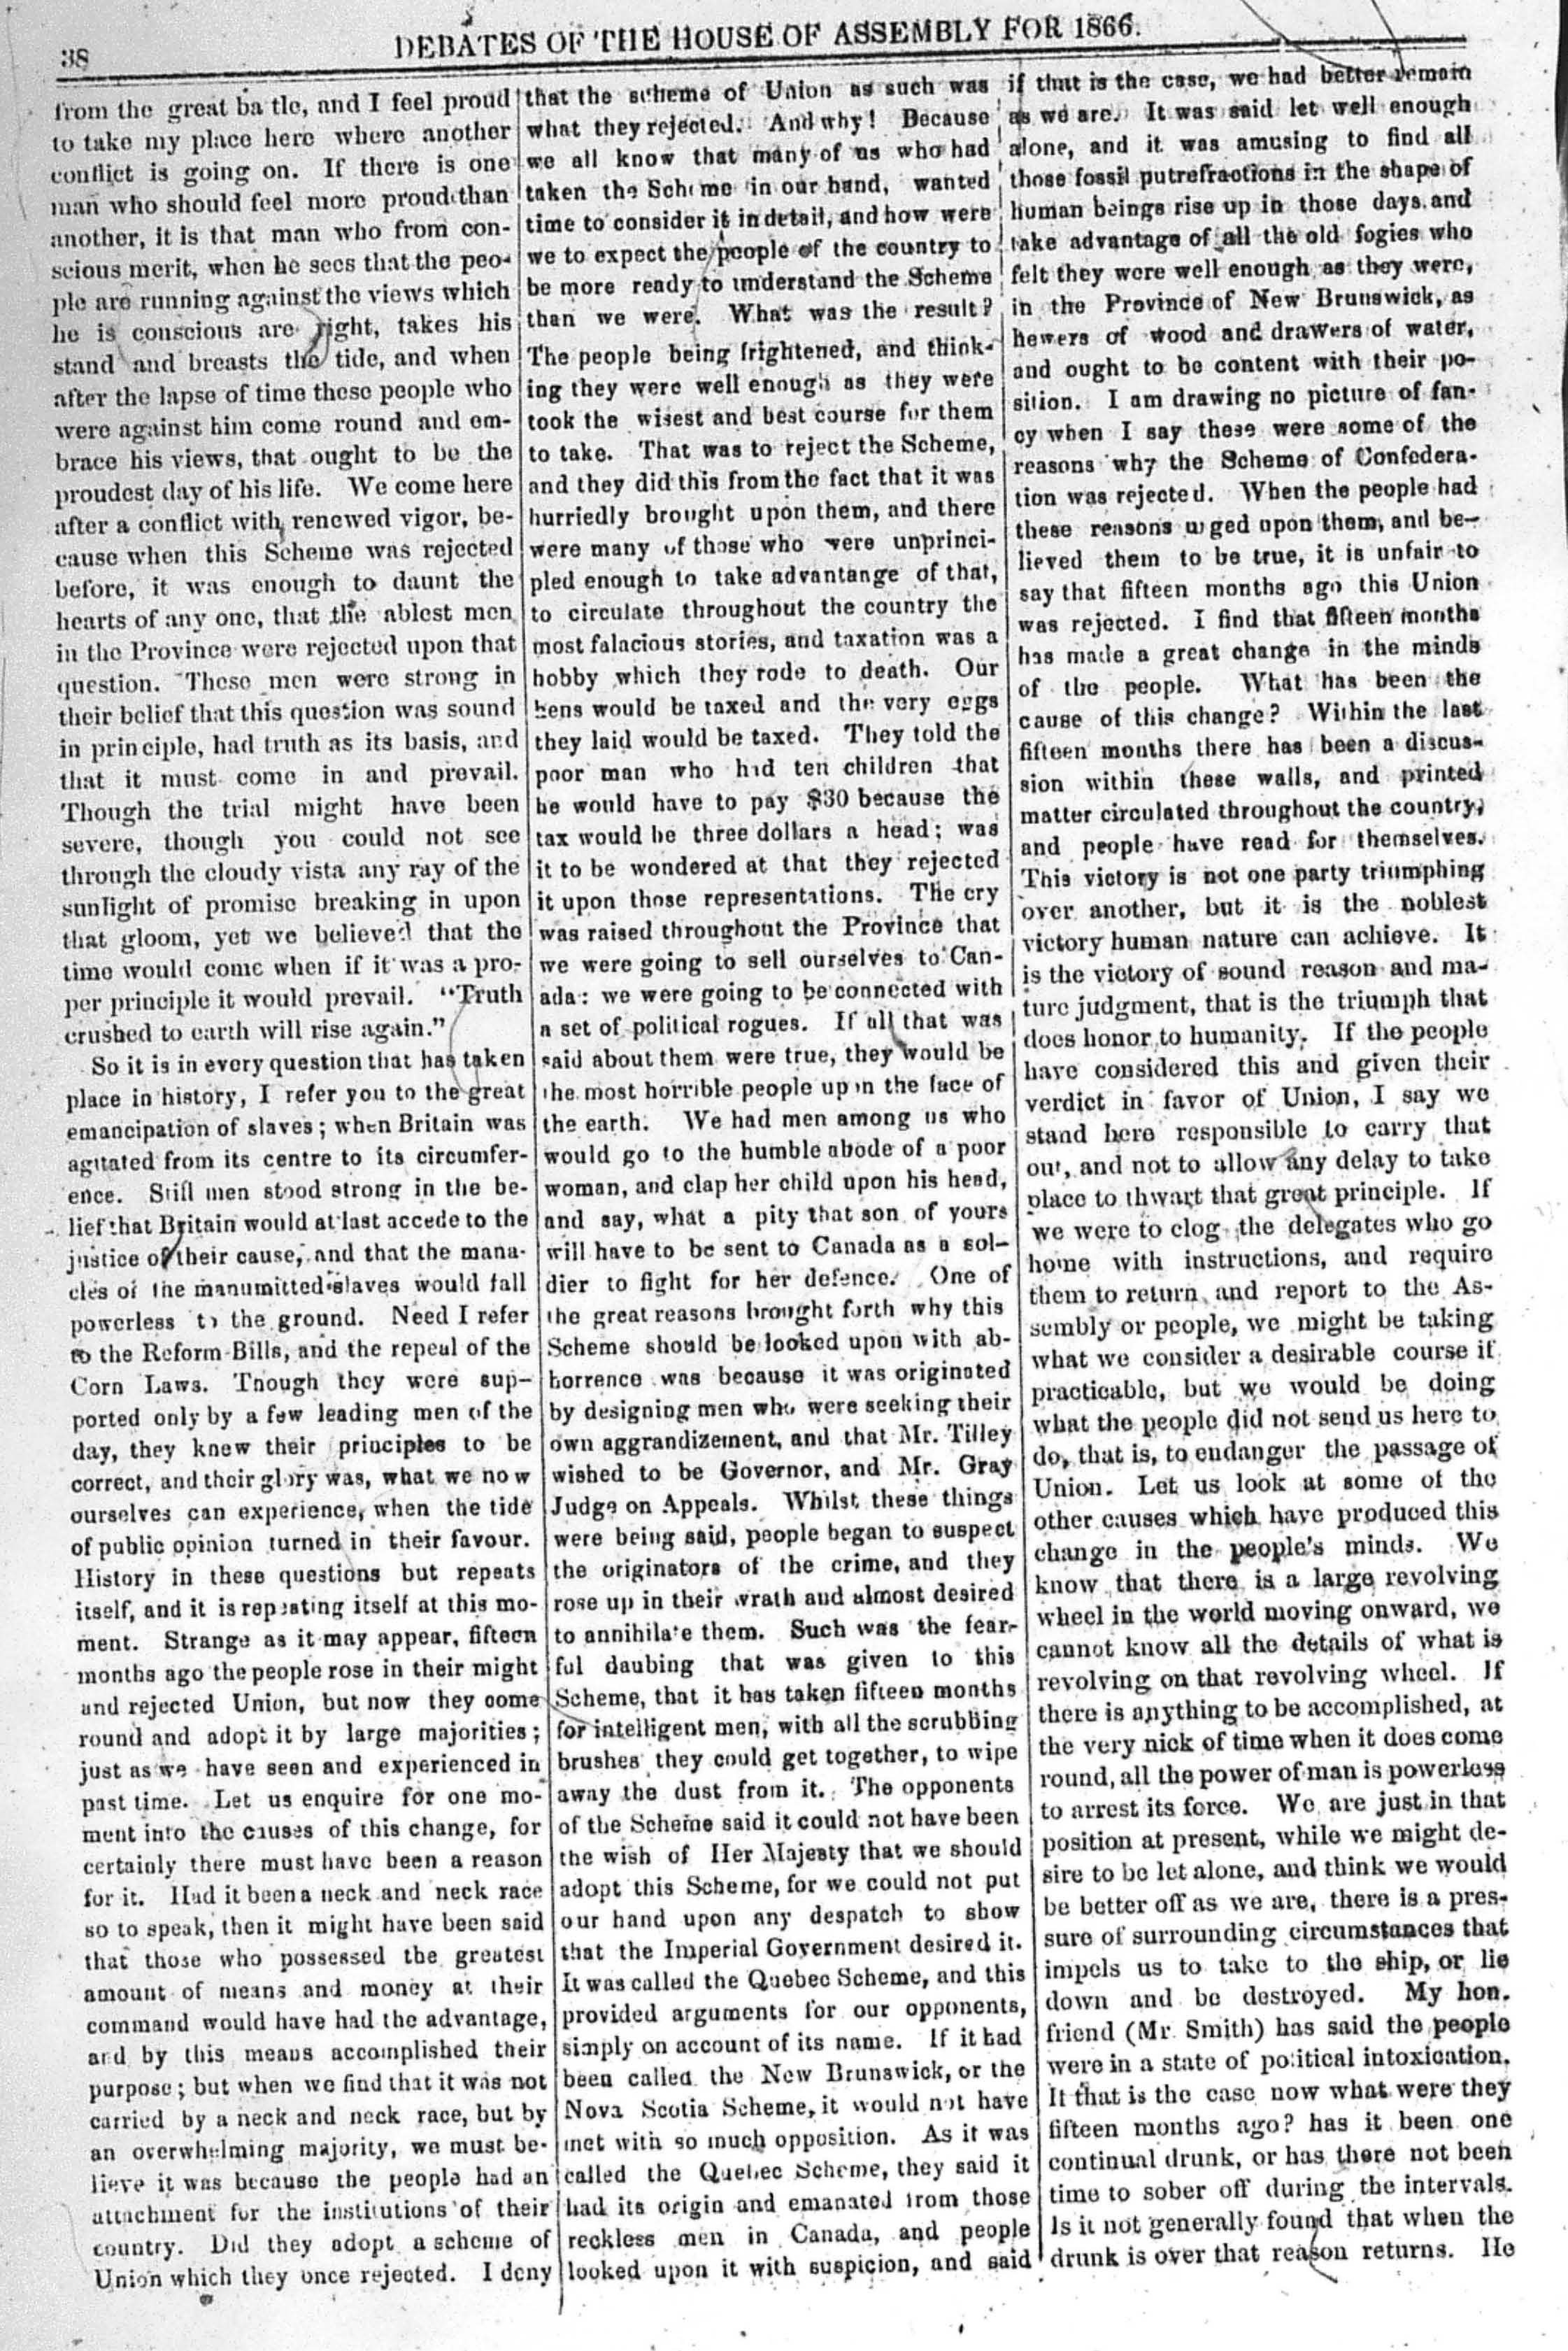 38
DEBATES OF THE HOUSE OF ASSEMBLY FOR 1866.
from the great ba tle, and I feel proud
to take my place here where another
conflict is going on. If there is one
man who should feel more proud than
another, it is that man who from con-
scious merit, when he sees that the peo-
ple are running against the views which
he is conscious are right, takes his
stand and breasts the tide, and when
after the lapse of time these people who
were against him come round and em-
brace his views, that ought to be the
proudest day of his life. We come here
after a conflict with renewed vigor, be-
cause when this Scheme was rejected
before, it was enough to daunt the
hearts of any one, that the ablest men
in the Province were rejected upon that
question. These men were strong in
their belief that this question was sound
in principle, had truth as its basis, and
that it must come in and prevail.
Though the trial might have been
severe, though you could not see
through the cloudy vista any ray of the
sunlight of promise breaking in upon
that gloom, yet we believed that the
time would come when if it was a pro-
per principle it would prevail. "Truth
crushed to earth will rise again."
So it is in every question that has taken
place in history, I refer you to the great
emancipation of slaves; when Britain was
agitated from its centre to its circumfer-
ence. Still men stood strong in the be-
lief that Britain would at last accede to the
justice of their cause, and that the mana-
cles of the manumitted slaves would fall
powerless to the ground. Need I refer
to the Reform Bills, and the repeal of the
Corn Laws. Though they were sup-
ported only by a few leading men of the
day, they knew their principles to be
correct, and their glory was, what we now
ourselves can experience, when the tide
of public opinion turned in their favour.
History in these questions but repeats
itself, and it is repeating itself at this mo-
ment. Strange as it may appear, fifteen
months ago the people rose in their might
and rejected Union, but now they come
round and adopt it by large majorities;
just as we have seen and experienced in
past time. Let us enquire for one mo-
ment into the causes of this change, for
certainly there must have been a reason
for it. Had it been a neck and neck race
so to speak, then it might have been said
that those who possessed the greatest
amount of means and money at their
command would have had the advantage,
and by this means accomplished their
purpose; but when we find that it was not
carried by a neck and neck race, but by
an overwhelming majority, we must be-
lieve it was because the people had an
attachment for the institutions of their
country. Did they adopt a scheme of
Union which they once rejected. I deny
that the scheme of Union as such was
what they rejected. And why! Because
we all know that many of us who had
taken the Scheme in our hand, wanted
time to consider it in detail, and how were
we to expect the people of the country to
be more ready to understand the Scheme
than we were. What was the result?
The people being frightened, and think-
ing they were well enough as they were
took the wisest and best course for them
to take. That was to reject the Scheme,
and they did this from the fact that it was
hurriedly brought upon them, and there
were many of those who were unprinci-
pled enough to take advantange of that,
to circulate throughout the country the
most falacious stories, and taxation was a
hobby which they rode to death. Our
hens would be taxed and the very eggs
they laid would be taxed. They told the
poor man who had ten children that
he would have to pay $30 because the
tax would be three dollars a head; was
it to be wondered at that they rejected
it upon those representations. The cry
was raised throughout the Province that
we were going to sell ourselves to Can-
ada: we were going to be connected with
a set of political rogues. If all that was
said about them were true, they would be
the most horrible people upon the face of
the earth. We had men among us who
would go to the humble abode of a poor
woman, and clap her child upon his head,
and say, what a pity that son of yours
will have to be sent to Canada as a sol-
dier to fight for her defence. One of
the great reasons brought forth why this
Scheme should be looked upon with ab-
horrence was because it was originated
by designing men who were seeking their
own aggrandizement, and that Mr. Tilley
wished to be Governor, and Mr. Gray
Judge on Appeals. Whilst these things
were being said, people began to suspect
the originators of the crime, and they
rose up in their wrath and almost desired
to annihilate them. Such was the fear-
ful daubing that was given to this
Scheme, that it has taken fifteen months
for intelligent men, with all the scrubbing
brushes they could get together, to wipe
away the dust from it. The opponents
of the Scheme said it could not have been
the wish of Her Majesty that we should
adopt this Scheme, for we could not put
our hand upon any despatch to show
that the Imperial Government desired it.
It was called the Quebec Scheme, and this
provided arguments for our opponents,
simply on account of its name. If it had
been called the New Brunswick, or the
Nova Scotia Scheme, it would not have
met with so much opposition. As it was
called the Quebec Scheme, they said it
had its origin and emanated from those
reckless men in Canada, and people
looked upon it with suspicion, and said
if that is the case, we had better remain
as we are. It was said let well enough
alone, and it was amusing to find all
those fossil putrefractions in the shape of
human beings rise up in those days and
take advantage of all the old fogies who
felt they were well enough as they were,
in the Province of New Brunswick, as
hewers of wood and drawers of water,
and ought to be content with their po-
sition. I am drawing no picture of fan-
cy when I say these were some of the
reasons why the Scheme of Confedera-
tion was rejected. When the people had
these reasons urged upon them, and be-
lieved them to be true, it is unfair to
say that fifteen months ago this Union
was rejected. I find that fifteen months
has made a great change in the minds
of the people. What has been the
cause of this change? Within the last
fifteen months there has been a discus-
sion within these walls, and printed
matter circulated throughout the country,
and people have read for themselves.
This victory is not one party triumphing
over another, but it is the noblest
victory human nature can achieve. It
is the victory of sound reason and ma-
ture judgment, that is the triumph that
does honor to humanity. If the people
have considered this and given their
verdict in favor of Union, I say we
stand here responsible to carry that
out, and not to allow any delay to take
place to thwart that great principle. If
we were to clog the delegates who go
home with instructions, and require
them to return and report to the As-
sembly or people, we might be taking
what we consider a desirable course if
practicable, but we would be doing
what the people did not send us here to
do, that is, to endanger the passage of
Union. Let us look at some of the
other causes which have produced this
change in the people's minds. We
know that there is a large revolving
wheel in the world moving onward, we
cannot know all the details of what is
revolving on that revolving wheel. If
there is anything to be accomplished, at
the very nick of time when it does come
round, all the power of man is powerless
to arrest its force. We are just in that
position at present, while we might de-
sire to be let alone, and think we would
be better off as we are, there is a pres-
sure of surrounding circumstances that
impels us to take to the ship, or lie
down and be destroyed. My hon.
friend (Mr. Smith) has said the people
were in a state of political intoxication.
If that is the case now what were they
fifteen months ago? has it been one
continual drunk, or has there not been
time to sober off during the intervals.
Is it not generally found that when the
drunk is over that reason returns. He